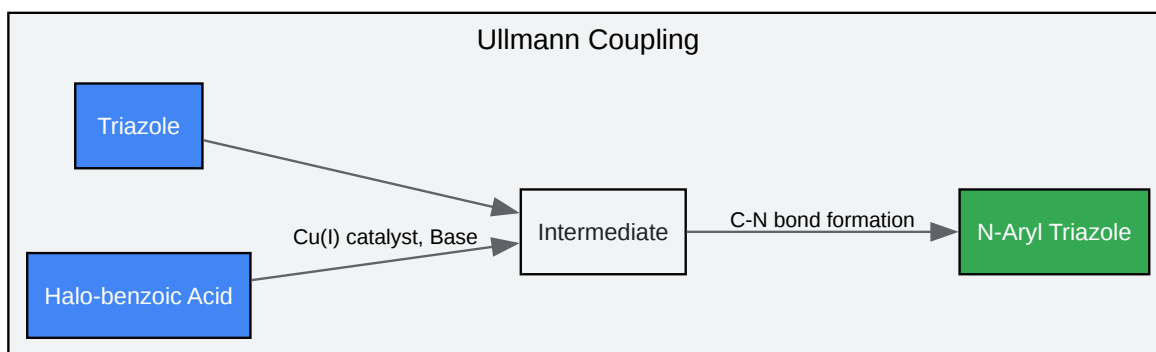 Ullmann Coupling
Triazole
Halo-benzoic Acid
Cu(I) catalyst, Base
Intermediate
C-N bond formation
N-Aryl Triazole